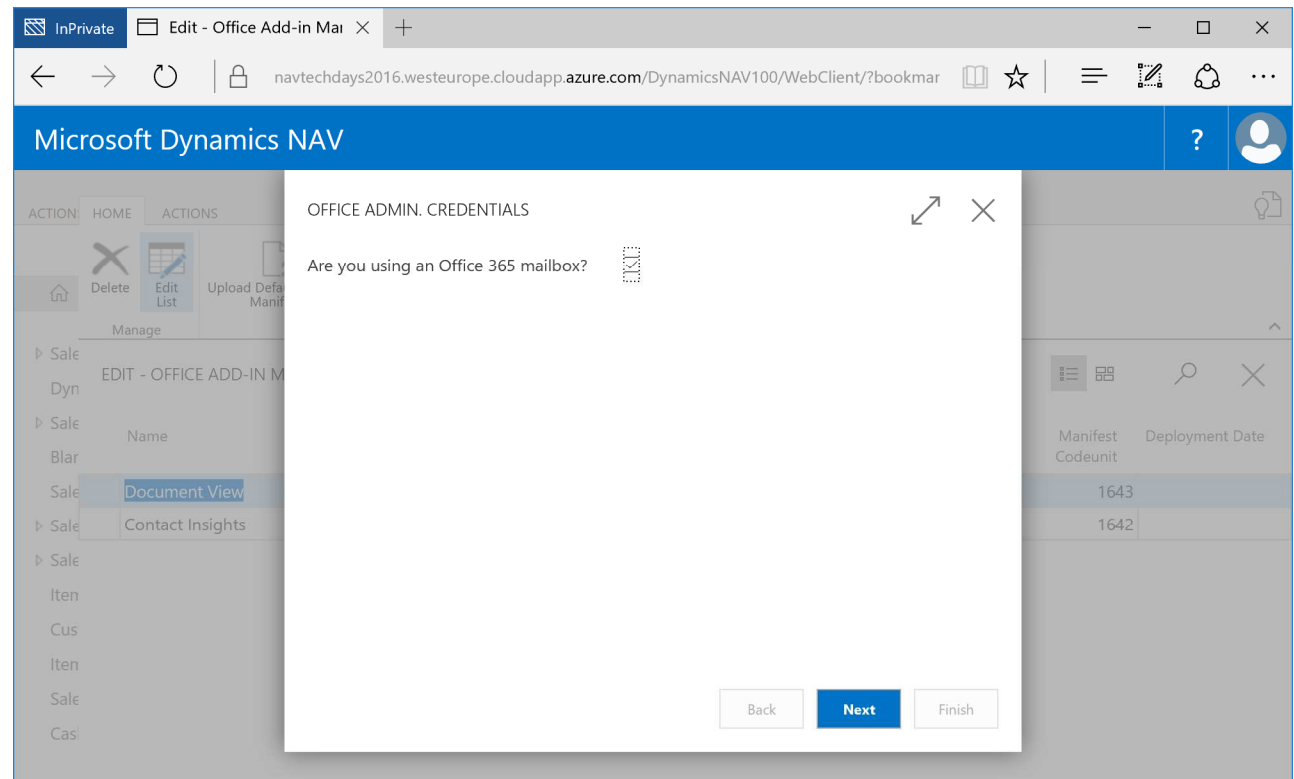 InPrivate
Edit - Office Add-in Mar
navtechdays2016.westeurope.cloudapp.azure.com/DynamicsNAV100/WebClient/?bookmar
Microsoft Dynamics NAV
?
ACTION HOME ACTIONS
OFFICE ADMIN. CREDENTIALS
Are you using an Office 365 mailbox?
Delete
Edit
List
Upload Defa
Manif
Manage
Sale
EDIT - OFFICE ADD-IN M
Dyn
Sale
Name
Manifest
Codeunit
Deployment Date
Blar
Sale
Document View
1643
Sale
Contact Insights
1642
Sale
Item
Cus
Item
Sale
Cas
Back
Next
Finish